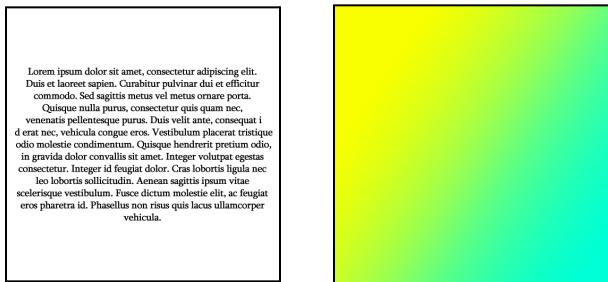 Lorem ipsum dolor sit amet, consectetur adipiscing elit.
Duis et laoreet sapien. Curabitur pulvinar dui et efficitur
commodo. Sed sagittis metus vel metus ornare porta.
Quisque nulla purus, consectetur quis quam nec,
venenatis pellentesque purus. Duis velit ante, consequat i
d erat nec, vehicula congue eros. Vestibulum placerat tristique
odio molestie condimentum. Quisque hendrerit pretium odio,
in gravida dolor convallis sit amet. Integer volutpat egestas
consectetur. Integer id feugiat dolor. Cras lobortis ligula nec
leo lobortis sollicitudin. Aenean sagittis ipsum vitae
scelerisque vestibulum. Fusce dictum molestie elit, ac feugiat
eros pharetra id. Phasellus non risus quis lacus ullamcorper
vehicula.